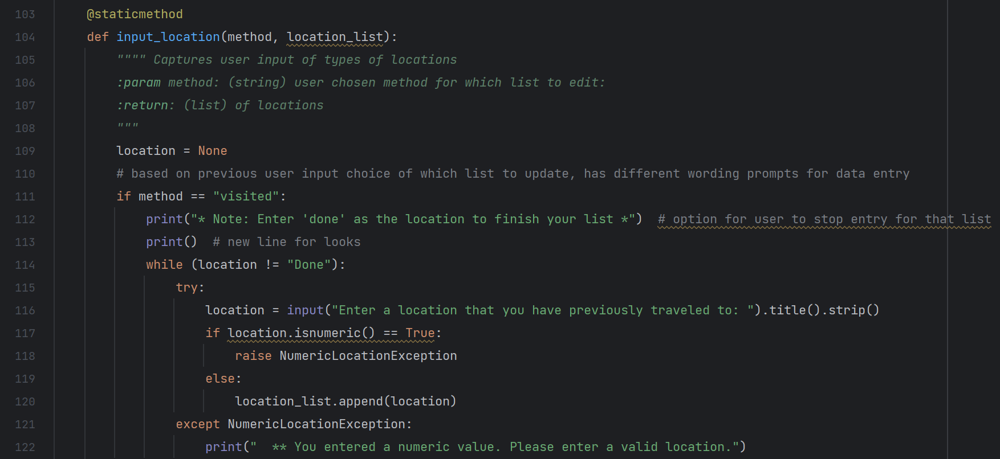 103 @staticmethod
104 def input_location(method, location_list):
105 """" Captures user input of types of locations
106 :param method: (string) user chosen method for which list to edit:
107 :return: (list) of locations
108 """
109 location = None
110 # based on previous user input choice of which list to update, has different wording prompts for data entry
111 if method == "visited":
112 print("* Note: Enter 'done' as the location to finish your list *")  # option for user to stop entry for that list
113 print()  # new line for looks
114 while (location != "Done"):
115 try:
116 location = input("Enter a location that you have previously traveled to: ").title().strip()
117 if location.isnumeric() == True:
118 raise NumericLocationException
119 else:
120 location_list.append(location)
121 except NumericLocationException:
122 print("  ** You entered a numeric value. Please enter a valid location.")